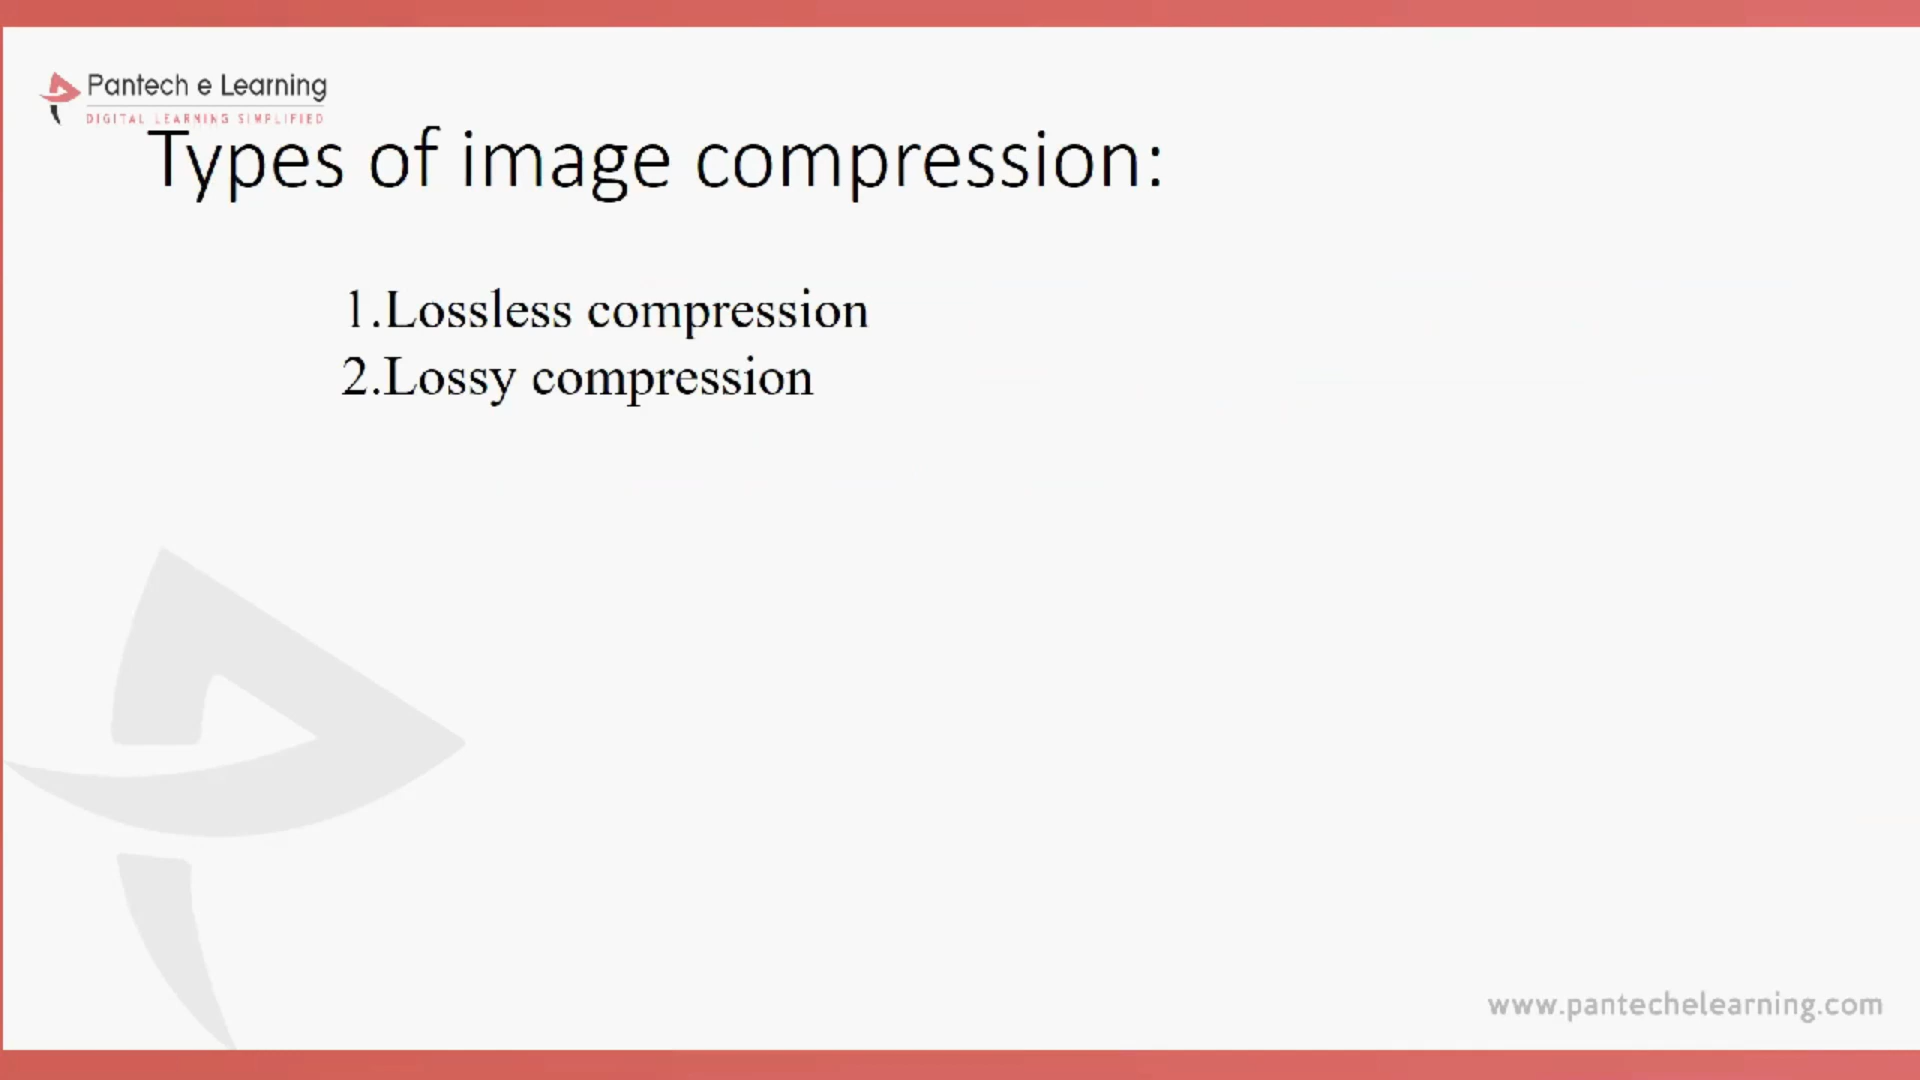 Pantech e Learning
DIGITAL LEARNING SIMPLIFIED
Types of image compression:
1.Lossless compression
2.Lossy compression
www.pantechelearning.com